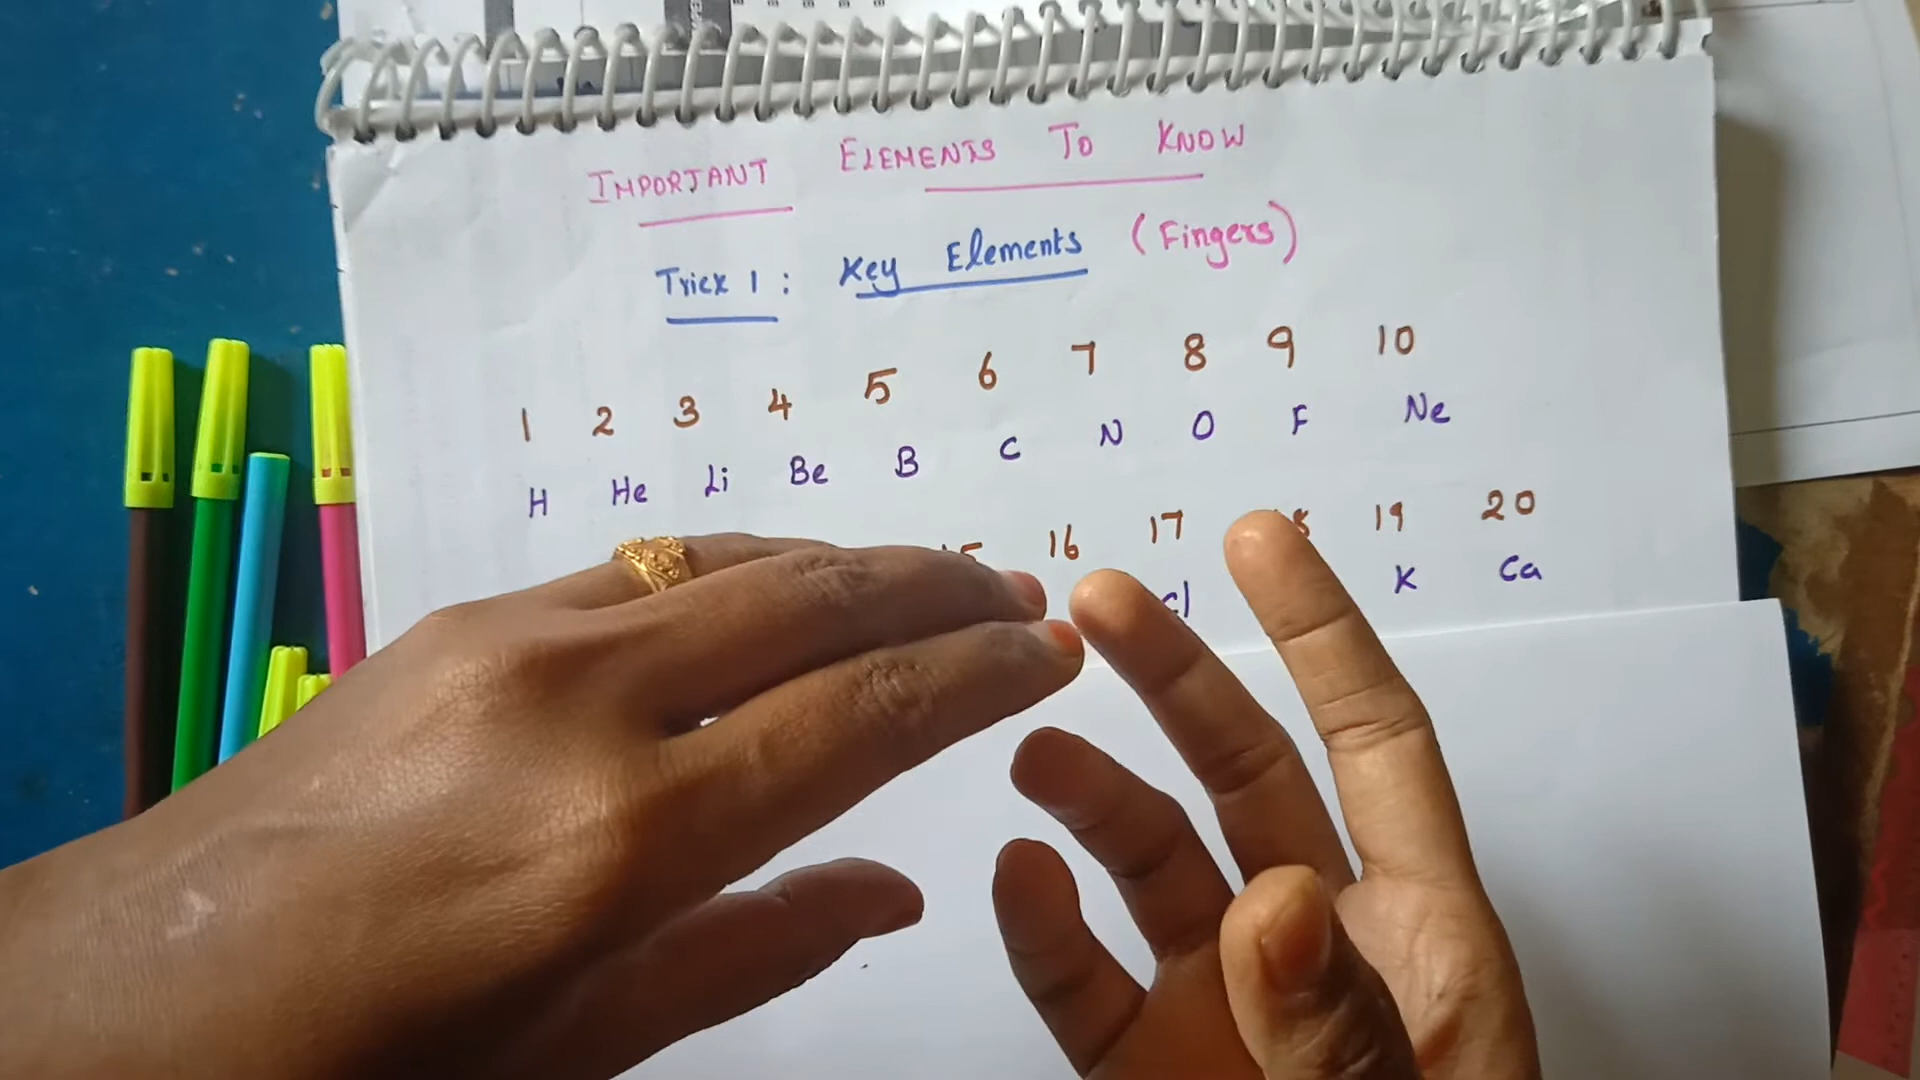 IMPORTANT ELEMENTS TO KNOW
Trick 1: Key Elements (Fingers)
1 2 3 4 5 6 7 8 9 10
H He Li Be B C N O F Ne
16 17 19 20
Cl K Ca